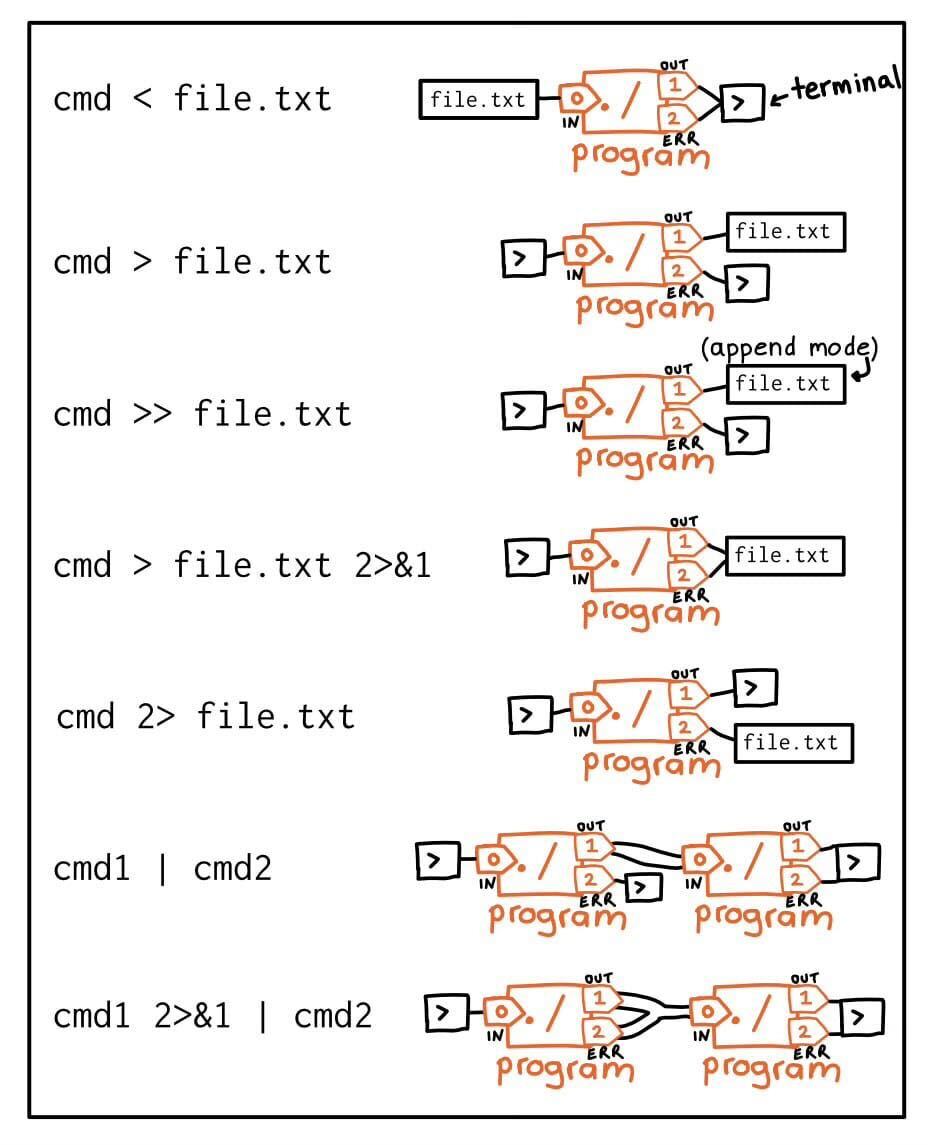 cmd < file.txt
file.txt
0
IN
./
program
OUT
1
2
ERR
>
terminal
cmd > file.txt
>
0
IN
./
program
OUT
1
2
ERR
file.txt
>
cmd >> file.txt
>
0
IN
./
program
OUT
1
2
ERR
(append mode)
file.txt
>
cmd > file.txt 2>&1
>
0
IN
./
program
OUT
1
2
ERR
file.txt
cmd 2> file.txt
>
0
IN
./
program
OUT
1
2
ERR
>
file.txt
cmd1 | cmd2
>
0
IN
./
program
OUT
1
2
ERR
>
0
IN
./
program
OUT
1
2
ERR
>
cmd1 2>&1 | cmd2
>
0
IN
./
program
OUT
1
2
ERR
0
IN
./
program
OUT
1
2
ERR
>